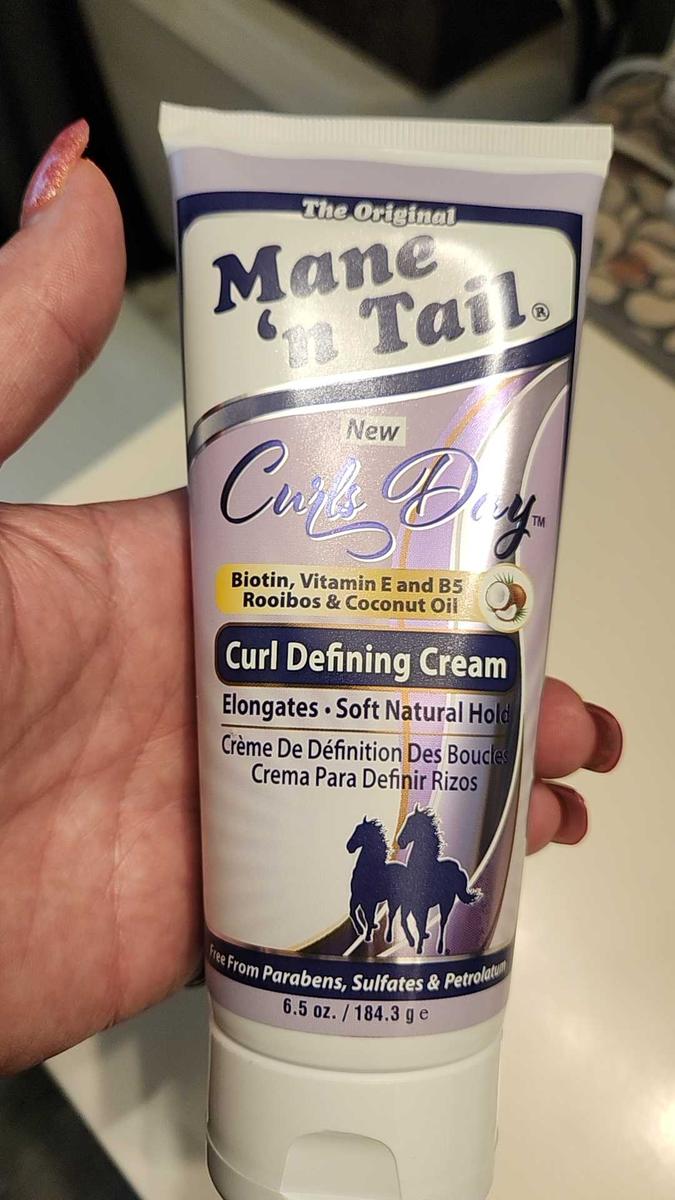 The Original
Mane
'n Tail®
New
Curls Day™
Biotin, Vitamin E and B5
Rooibos & Coconut Oil
Curl Defining Cream
Elongates • Soft Natural Hold
Crème De Définition Des Boucles
Crema Para Definir Rizos
Free From Parabens, Sulfates & Petrolatum
6.5 oz. / 184.3 g e